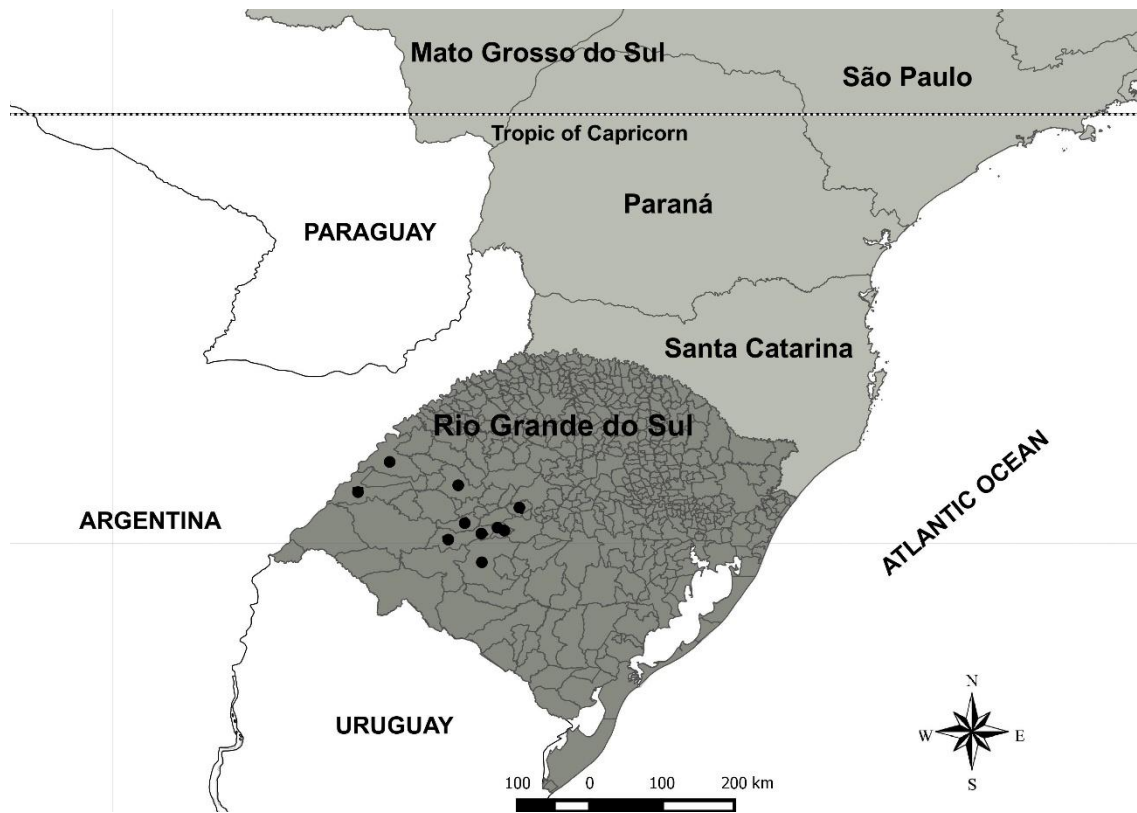 Mato Grosso do Sul
São Paulo
Tropic of Capricorn
Paraná
PARAGUAY
Santa Catarina
Rio Grande do Sul
ARGENTINA
ATLANTIC OCEAN
URUGUAY
N
W E
S
100 0 100 200 km